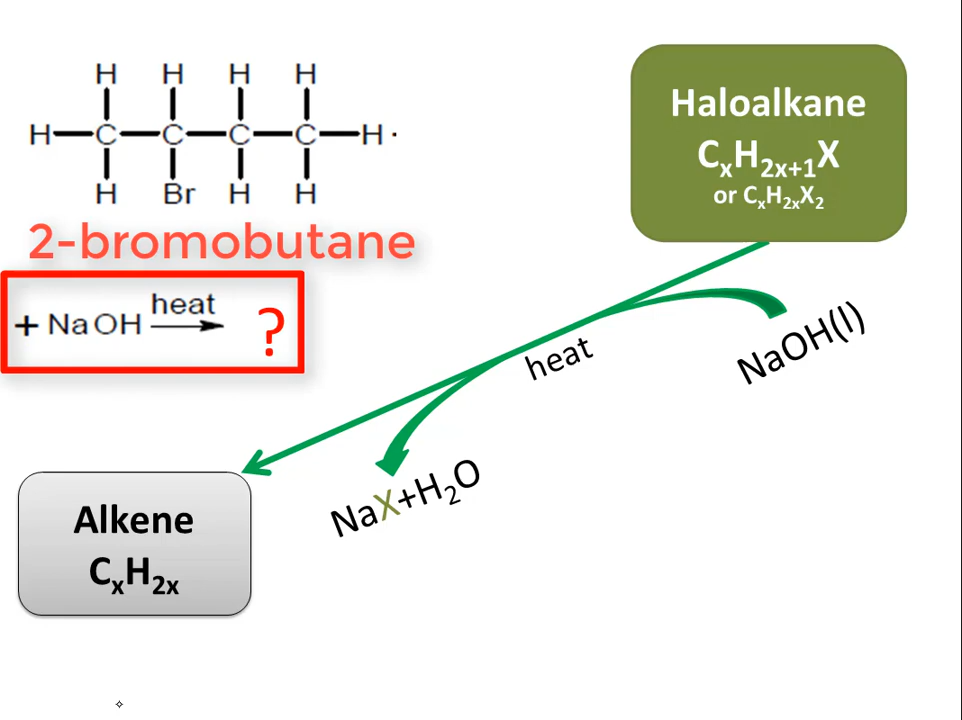 H H H H
H C C C C H .
H Br H H
2-bromobutane
+ NaOH heat ?
Haloalkane
CₓH₂ₓ₊₁X
or CₓH₂ₓX₂
NaOH(l)
heat
NaX+H₂O
Alkene
CₓH₂ₓ